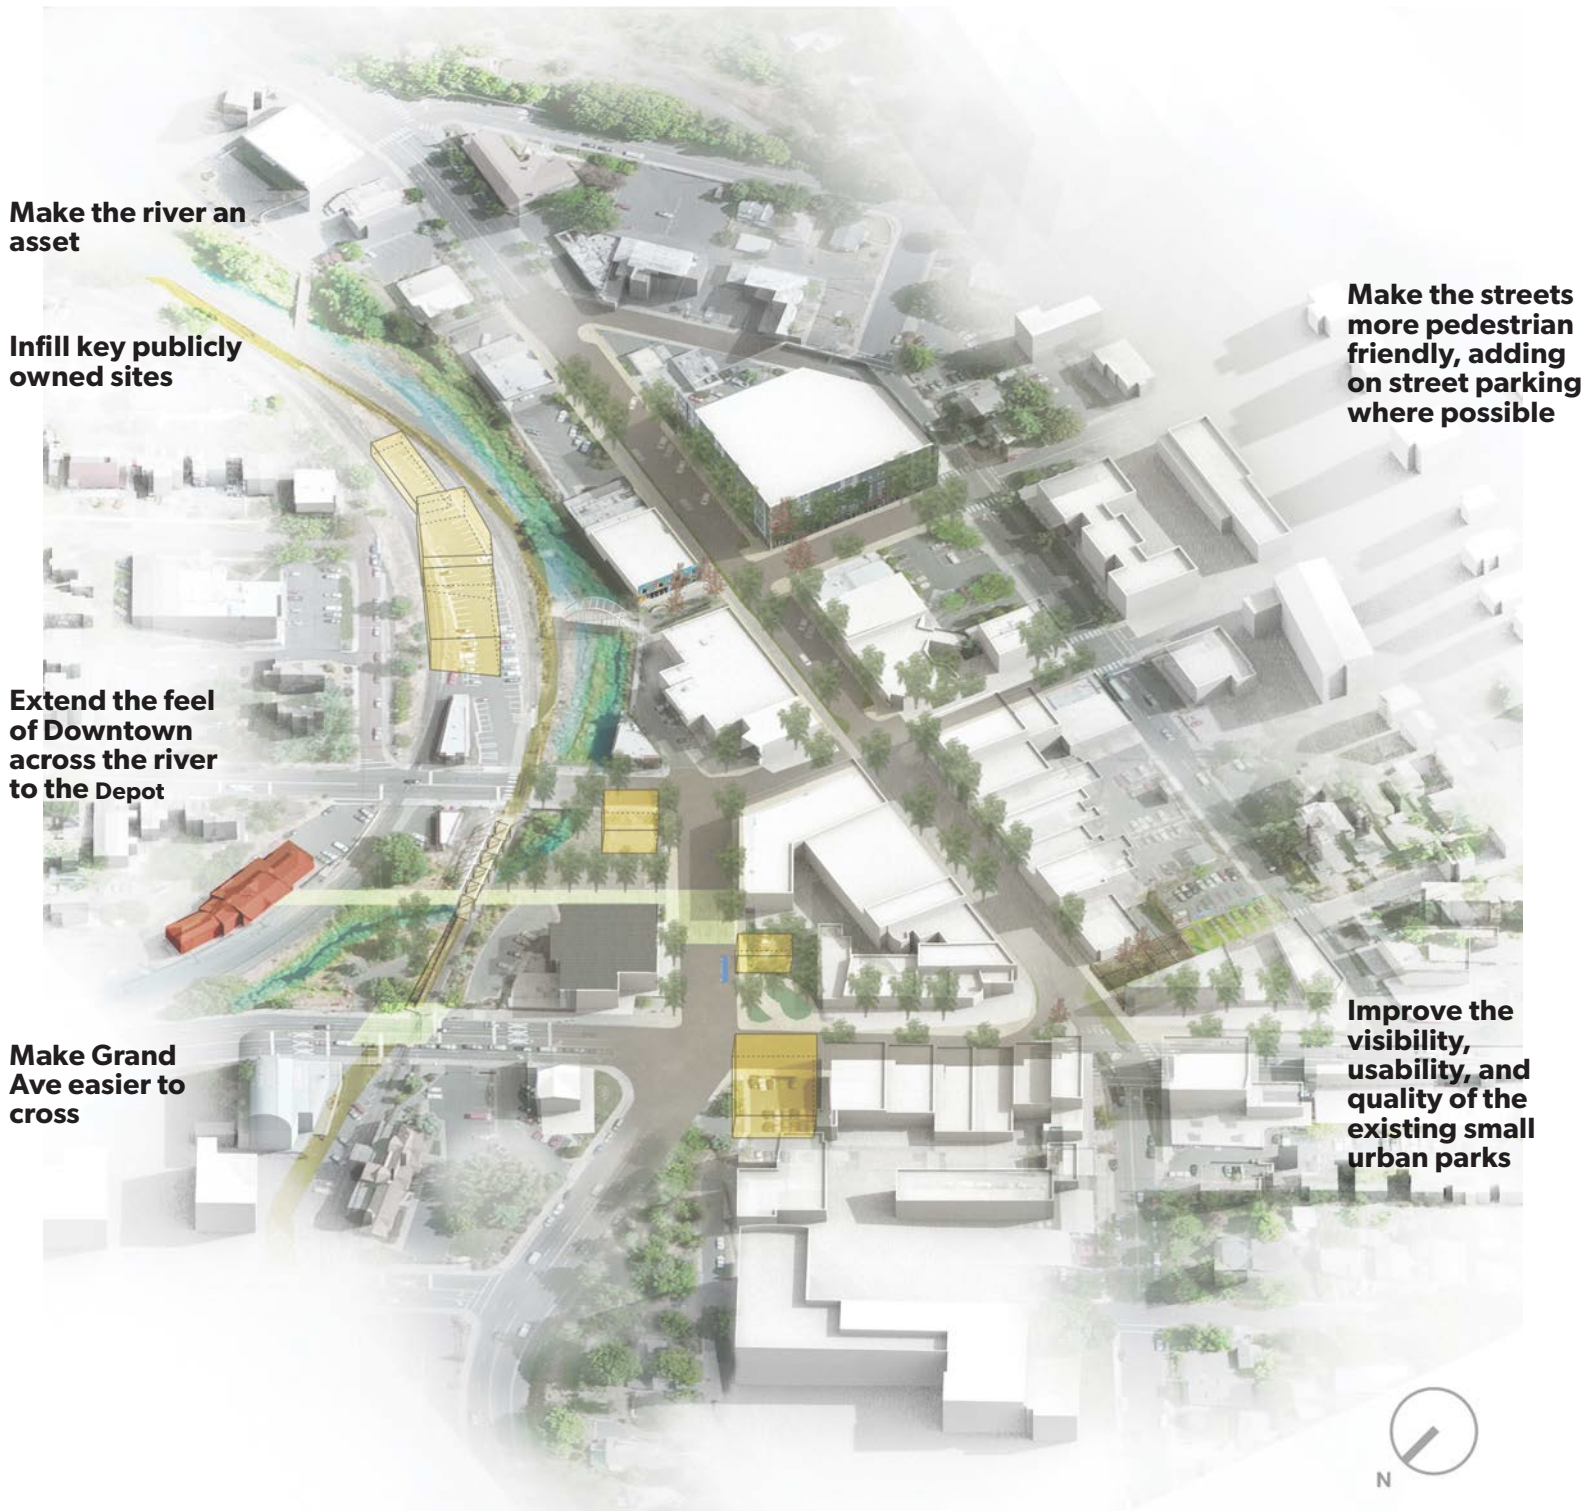 Make the river an
asset
Infill key publicly
owned sites
Extend the feel
of Downtown
across the river
to the Depot
Make Grand
Ave easier to
cross
Make the streets
more pedestrian
friendly, adding
on street parking
where possible
Improve the
visibility,
usability, and
quality of the
existing small
urban parks
N